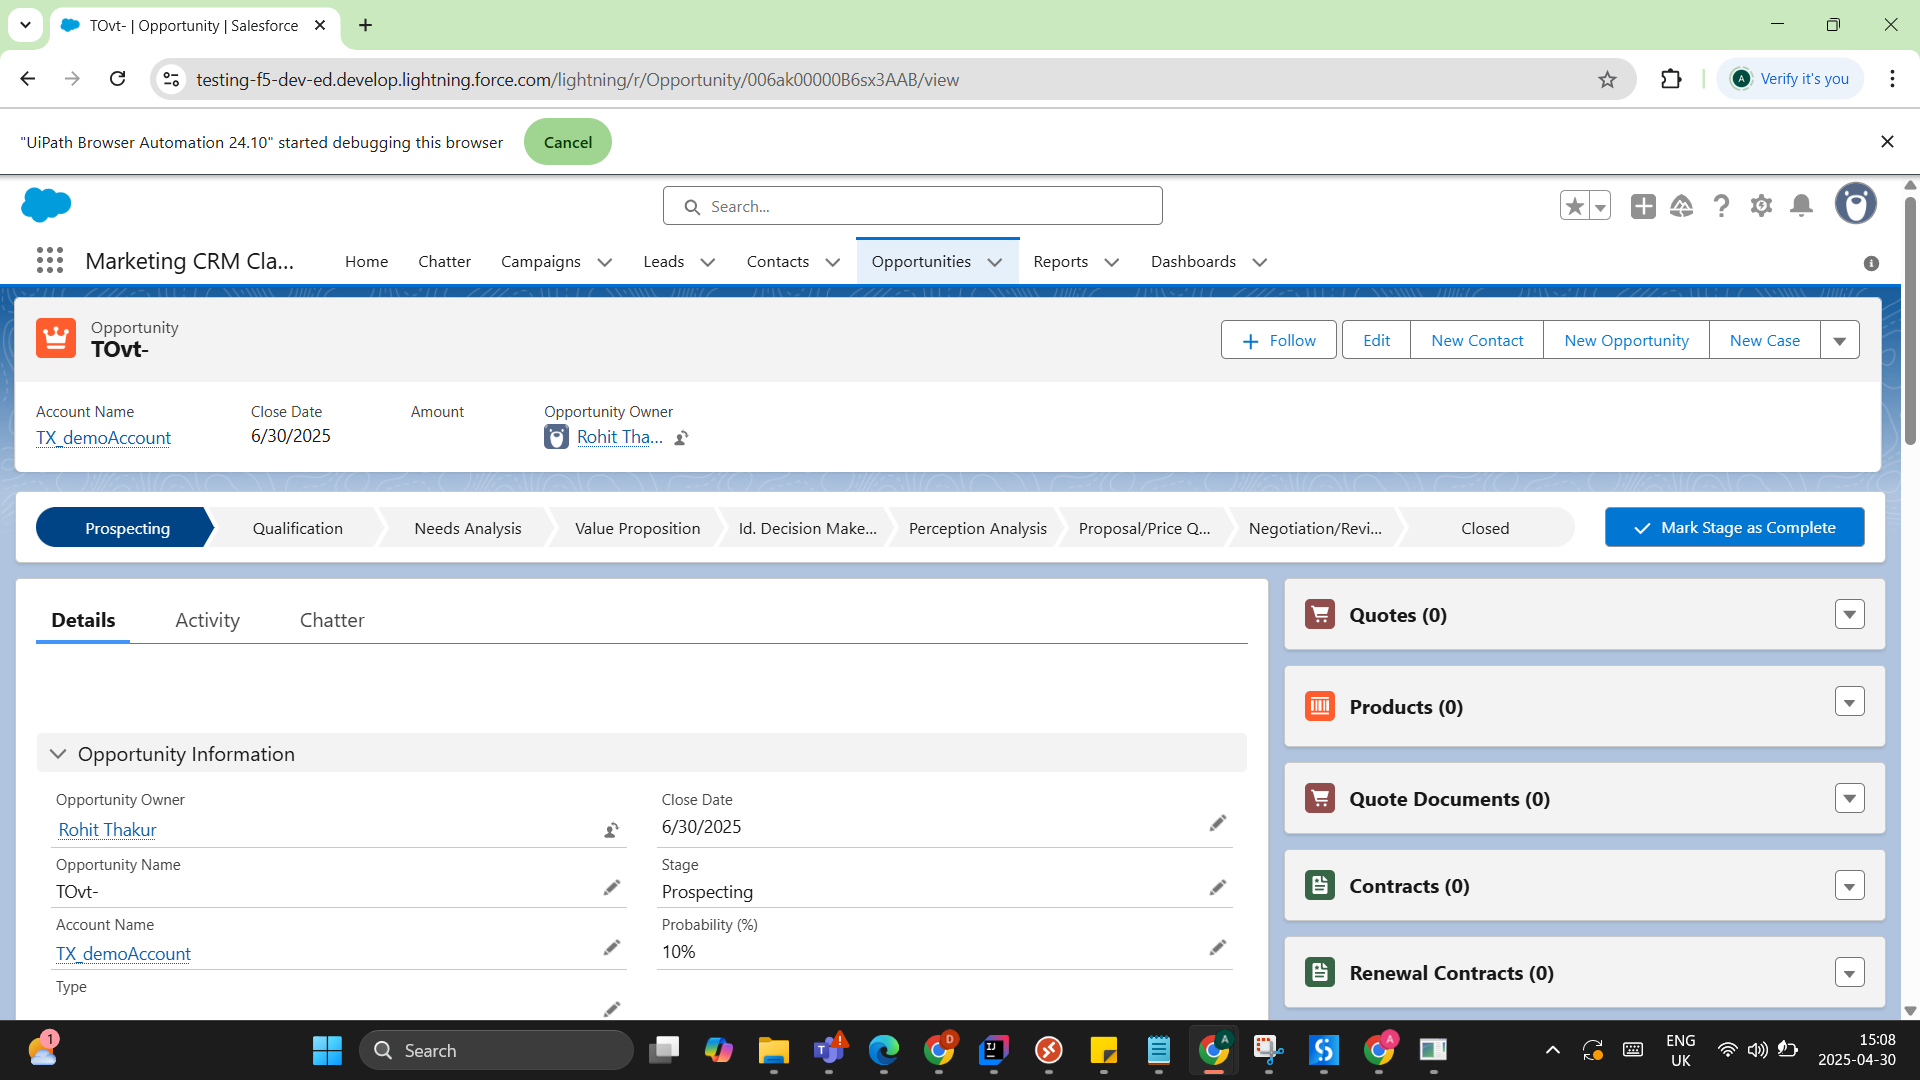 TOvt- | Opportunity | Salesforce
testing-f5-dev-ed.develop.lightning.force.com/lightning/r/Opportunity/006ak00000B6sx3AAB/view
A
Verify it's you
"UiPath Browser Automation 24.10" started debugging this browser
Cancel
Search...
Marketing CRM Cla...
Home
Chatter
Campaigns
Leads
Contacts
Opportunities
Reports
Dashboards
Opportunity
TOvt-
Follow
Edit
New Contact
New Opportunity
New Case
Account Name
Close Date
Amount
Opportunity Owner
TX_demoAccount
6/30/2025
Rohit Tha...
Prospecting
Qualification
Needs Analysis
Value Proposition
Id. Decision Make...
Perception Analysis
Proposal/Price Q...
Negotiation/Revi...
Closed
Mark Stage as Complete
Details
Activity
Chatter
Opportunity Information
Opportunity Owner
Rohit Thakur
Close Date
6/30/2025
Opportunity Name
TOvt-
Stage
Prospecting
Account Name
TX_demoAccount
Probability (%)
10%
Type
Quotes (0)
Products (0)
Quote Documents (0)
Contracts (0)
Renewal Contracts (0)
1
Search
D
A
A
ENG
UK
15:08
2025-04-30